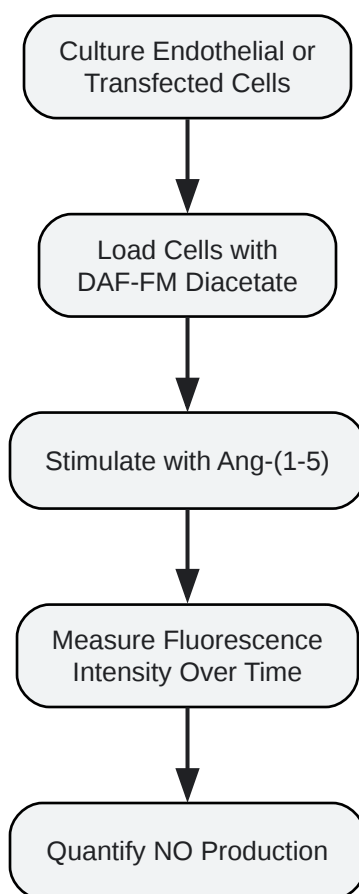 Culture Endothelial or
Transfected Cells
Load Cells with
DAF-FM Diacetate
Stimulate with Ang-(1-5)
Measure Fluorescence
Intensity Over Time
Quantify NO Production